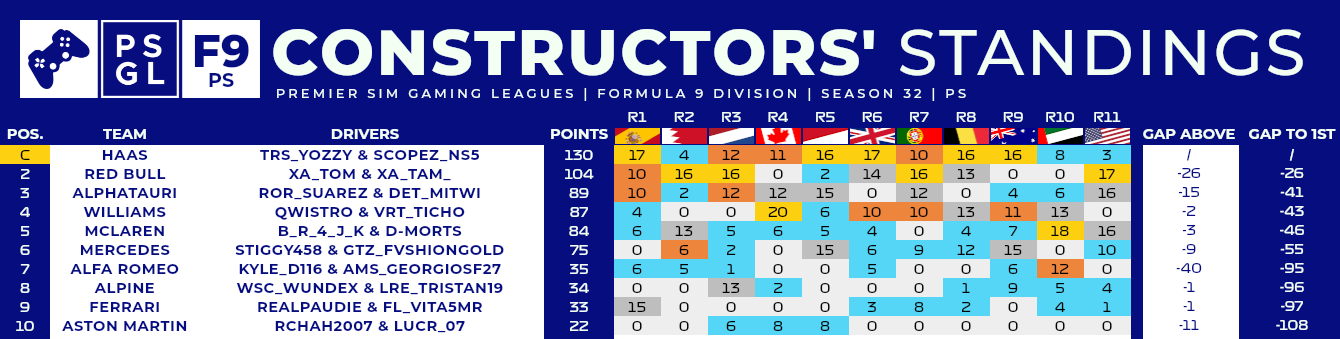 PS
GL
F9
PS
CONSTRUCTORS' STANDINGS
PREMIER SIM GAMING LEAGUES | FORMULA 9 DIVISION | SEASON 32 | PS
R1 R2 R3 R4 R5 R6 R7 R8 R9 R10 R11
POS. TEAM DRIVERS POINTS GAP ABOVE GAP TO 1ST
C HAAS TRS_YOZZY & SCOPEZ_NS5 130 17 4 12 11 16 17 10 16 16 8 3 / /
2 RED BULL XA_TOM & XA_TAM_ 104 10 16 16 0 2 14 16 13 0 0 17 -26 -26
3 ALPHATAURI ROR_SUAREZ & DET_MITWI 89 10 2 12 12 15 0 12 0 4 6 16 -15 -41
4 WILLIAMS QWISTRO & VRT_TICHO 87 4 0 0 20 6 10 10 13 11 13 0 -2 -43
5 MCLAREN B_R_4_J_K & D-MORTS 84 6 13 5 6 5 4 0 4 7 18 16 -3 -46
6 MERCEDES STIGGY458 & GTZ_FVSHIONGOLD 75 0 6 2 0 15 6 9 12 15 0 10 -9 -55
7 ALFA ROMEO KYLE_D116 & AMS_GEORGIOSF27 35 6 5 1 0 0 5 0 0 6 12 0 -40 -95
8 ALPINE WSC_WUNDEX & LRE_TRISTAN19 34 0 0 13 2 0 0 0 1 9 5 4 -1 -96
9 FERRARI REALPAUDIE & FL_VITA5MR 33 15 0 0 0 0 3 8 2 0 4 1 -1 -97
10 ASTON MARTIN RCHAH2007 & LUCR_07 22 0 0 6 8 8 0 0 0 0 0 0 -11 -108